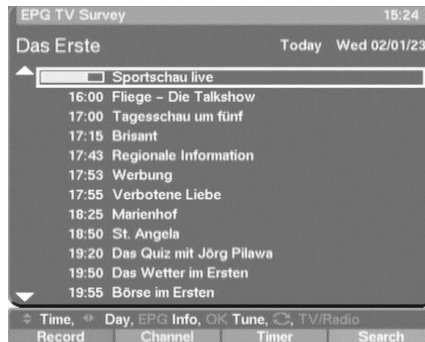 EPG TV Survey 15:24
Das Erste Today Wed 02/01/23
Sportschau live
16:00 Fliege – Die Talkshow
17:00 Tagesschau um fünf
17:15 Brisant
17:43 Regionale Information
17:53 Werbung
17:55 Verbotene Liebe
18:25 Marienhof
18:50 St. Angela
19:20 Das Quiz mit Jörg Pilawa
19:50 Das Wetter im Ersten
19:55 Börse im Ersten
Time, Day, EPG Info, OK Tune, TV/Radio
Record Channel Timer Search